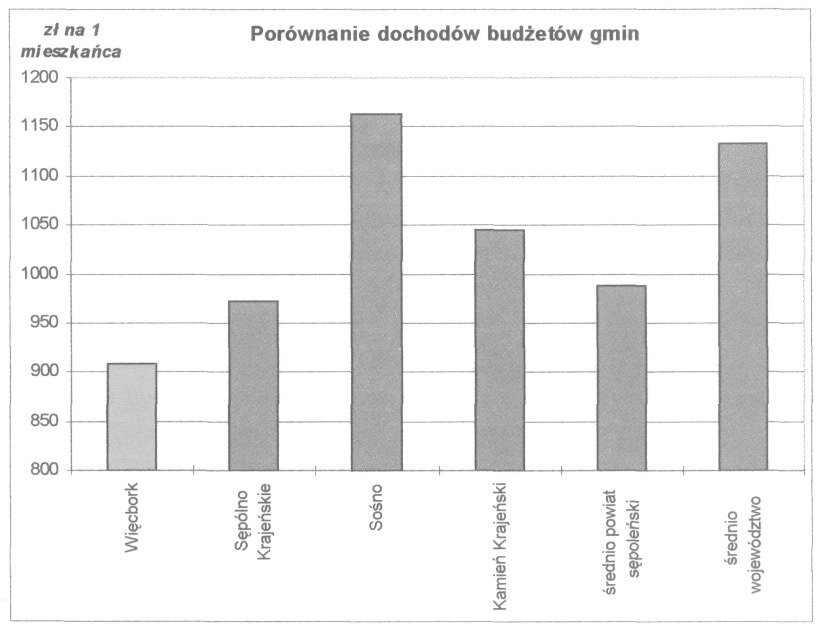 zł na 1
mieszkańca
Porównanie dochodów budżetów gmin
1200
1150
1100
1050
1000
950
900
850
800
Więcbork
Sępólno
Krajeńskie
Sośno
Kamień Krajeński
średnio powiat
sępoleński
średnio
województwo